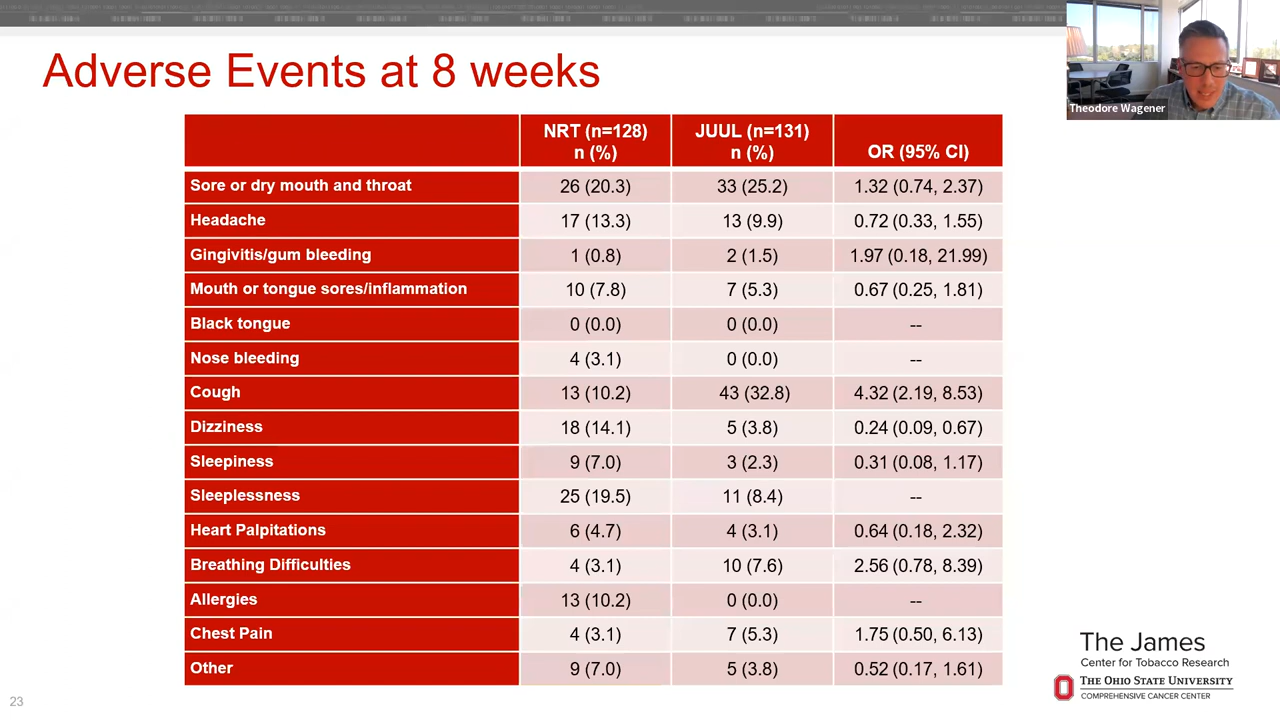 Adverse Events at 8 weeks
Theodore Wagener
NRT (n=128) JUUL (n=131)
n (%) n (%) OR (95% CI)
Sore or dry mouth and throat 26 (20.3) 33 (25.2) 1.32 (0.74, 2.37)
Headache 17 (13.3) 13 (9.9) 0.72 (0.33, 1.55)
Gingivitis/gum bleeding 1 (0.8) 2 (1.5) 1.97 (0.18, 21.99)
Mouth or tongue sores/inflammation 10 (7.8) 7 (5.3) 0.67 (0.25, 1.81)
Black tongue 0 (0.0) 0 (0.0) --
Nose bleeding 4 (3.1) 0 (0.0) --
Cough 13 (10.2) 43 (32.8) 4.32 (2.19, 8.53)
Dizziness 18 (14.1) 5 (3.8) 0.24 (0.09, 0.67)
Sleepiness 9 (7.0) 3 (2.3) 0.31 (0.08, 1.17)
Sleeplessness 25 (19.5) 11 (8.4) --
Heart Palpitations 6 (4.7) 4 (3.1) 0.64 (0.18, 2.32)
Breathing Difficulties 4 (3.1) 10 (7.6) 2.56 (0.78, 8.39)
Allergies 13 (10.2) 0 (0.0) --
Chest Pain 4 (3.1) 7 (5.3) 1.75 (0.50, 6.13)
Other 9 (7.0) 5 (3.8) 0.52 (0.17, 1.61)
The James
Center for Tobacco Research
THE OHIO STATE UNIVERSITY
COMPREHENSIVE CANCER CENTER
23